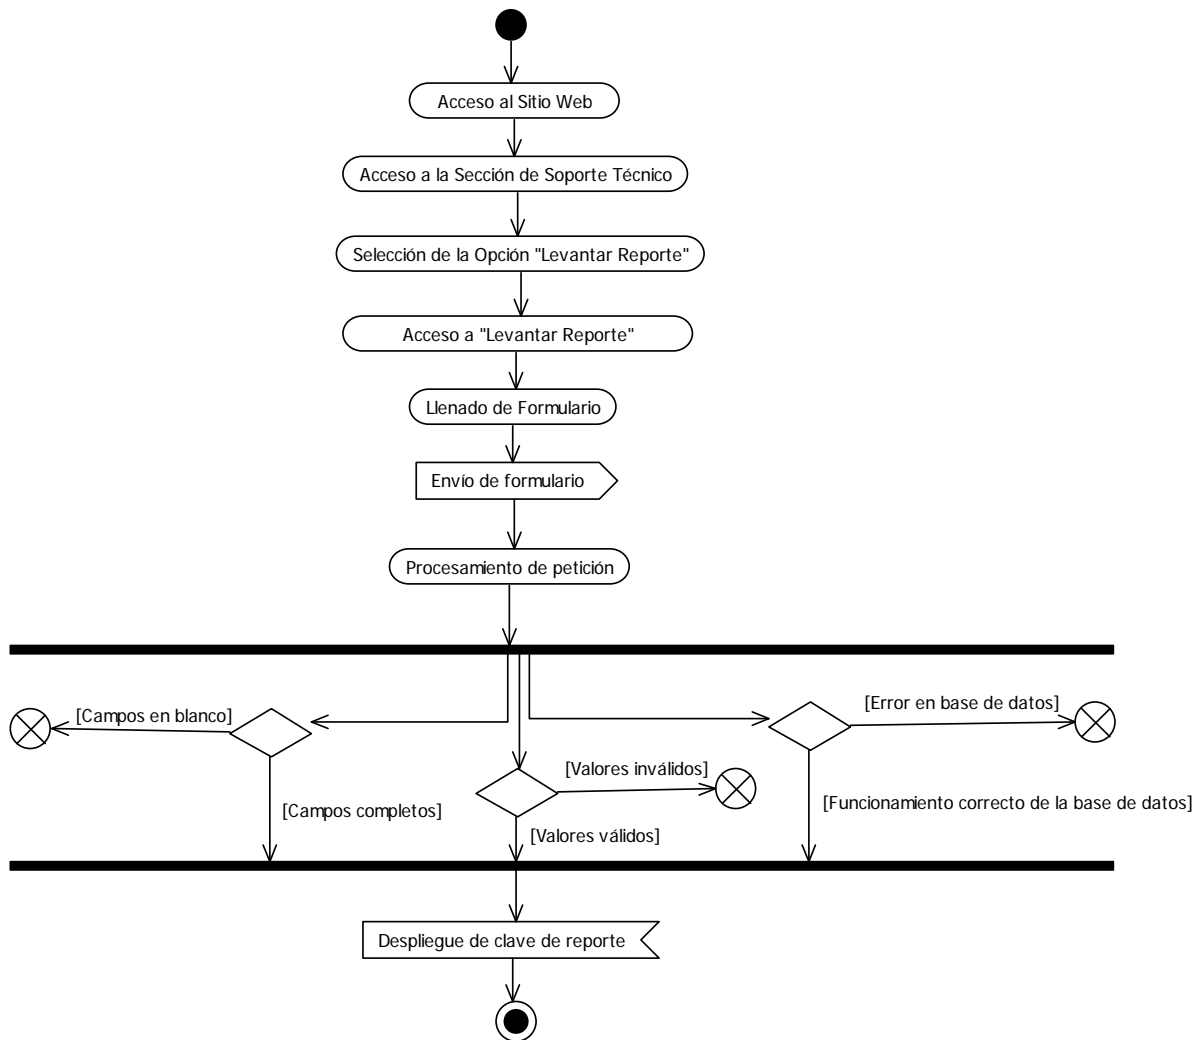 Acceso al Sitio Web
Acceso a la Sección de Soporte Técnico
Selección de la Opción "Levantar Reporte"
Acceso a "Levantar Reporte"
Llenado de Formulario
Envío de formulario
Procesamiento de petición
[Campos en blanco]
[Error en base de datos]
[Valores inválidos]
[Campos completos]
[Funcionamiento correcto de la base de datos]
[Valores válidos]
Despliegue de clave de reporte